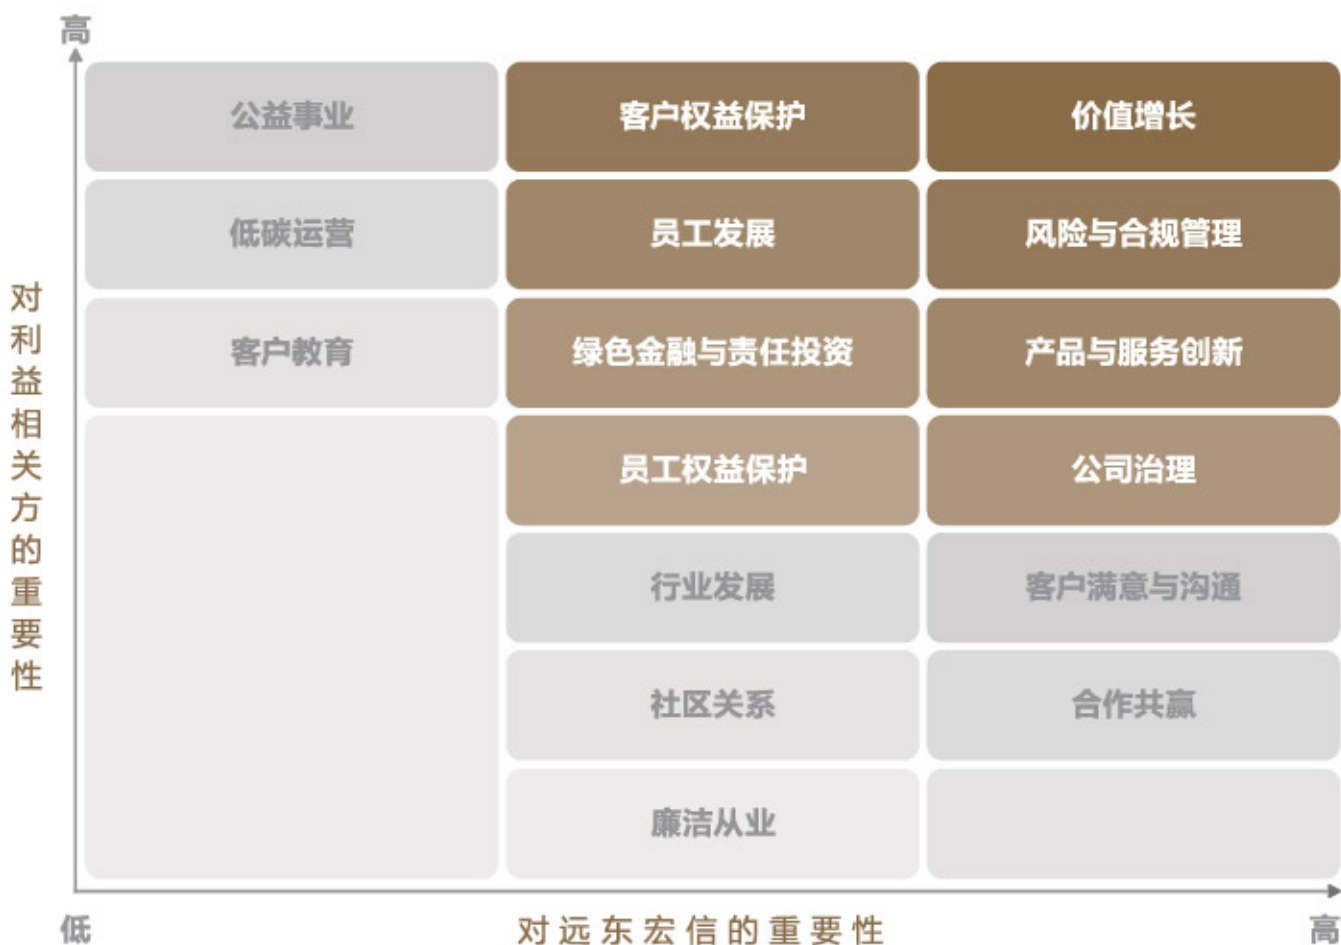 高
公益事业
客户权益保护
价值增长
低碳运营
员工发展
风险与合规管理
客户教育
绿色金融与责任投资
产品与服务创新
员工权益保护
公司治理
行业发展
客户满意与沟通
社区关系
合作共赢
廉洁从业
对利益相关方的重要性
低
对远东宏信的重要性
高